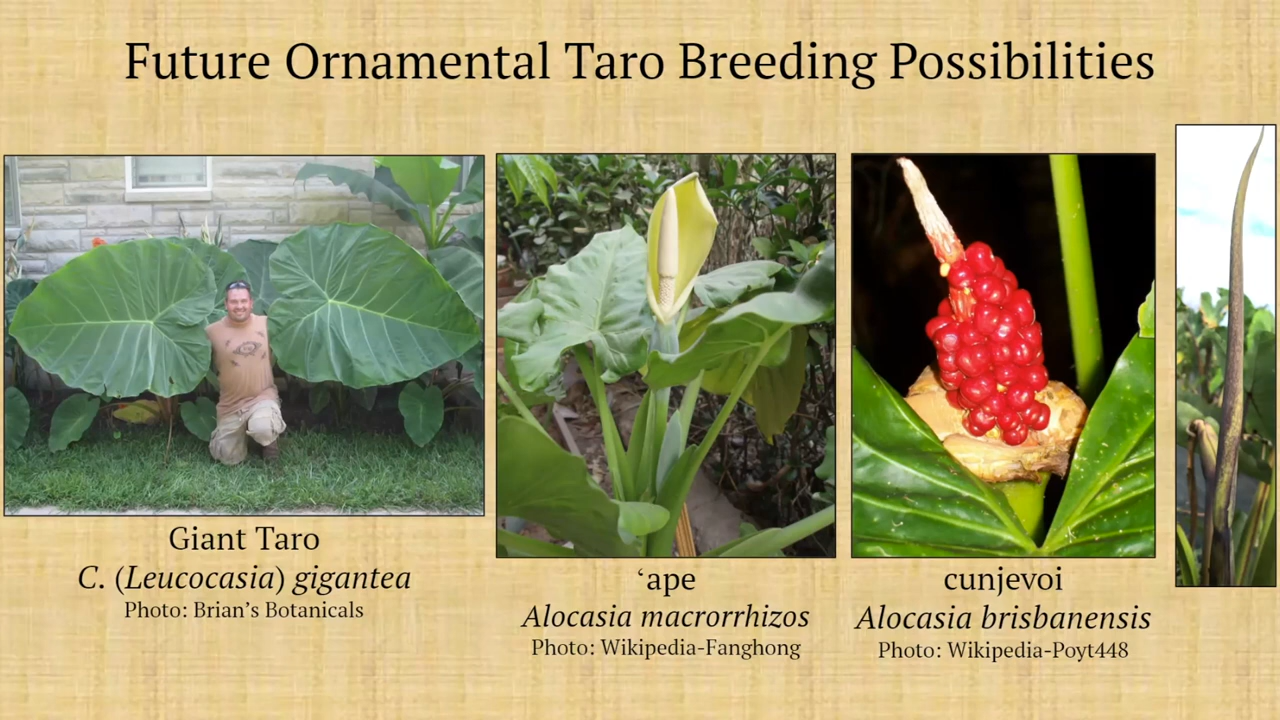 Future Ornamental Taro Breeding Possibilities
Giant Taro
C. (Leucocasia) gigantea
Photo: Brian’s Botanicals
‘ape
Alocasia macrorrhizos
Photo: Wikipedia-Fanghong
cunjevoi
Alocasia brisbanensis
Photo: Wikipedia-Poyt448